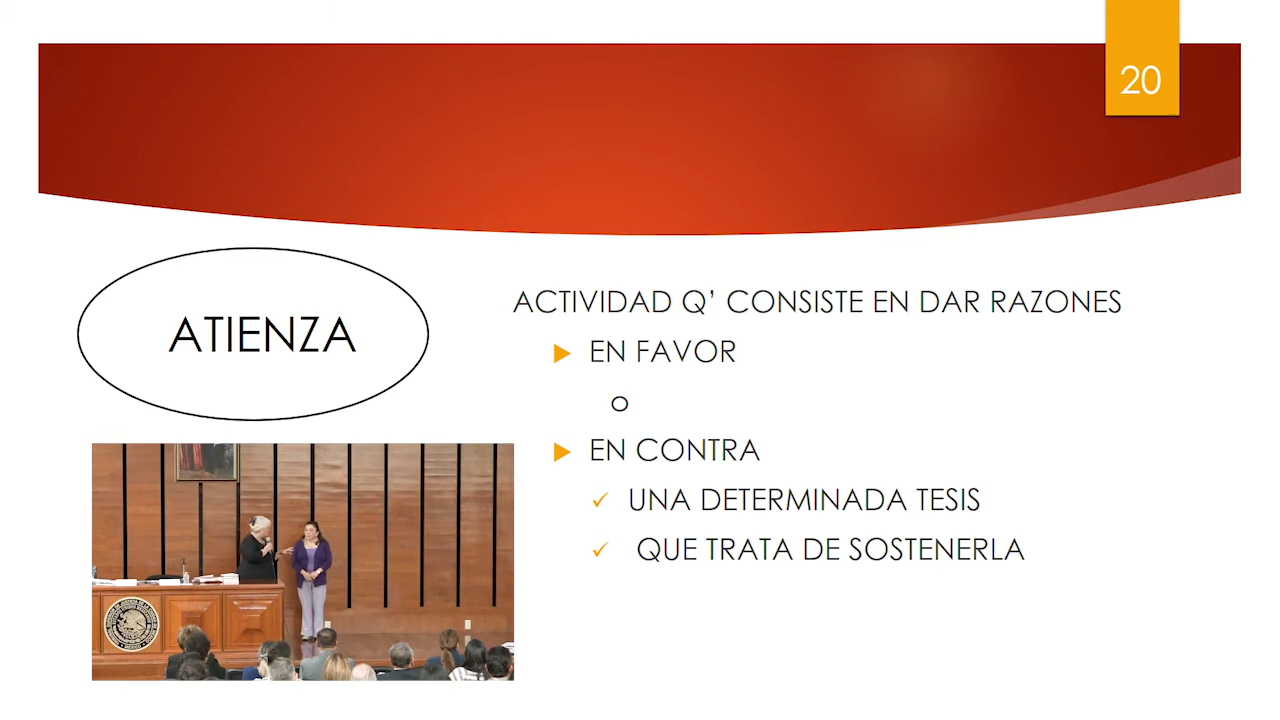 20
ATIENZA
ACTIVIDAD Q’ CONSISTE EN DAR RAZONES
EN FAVOR
o
EN CONTRA
UNA DETERMINADA TESIS
QUE TRATA DE SOSTENERLA